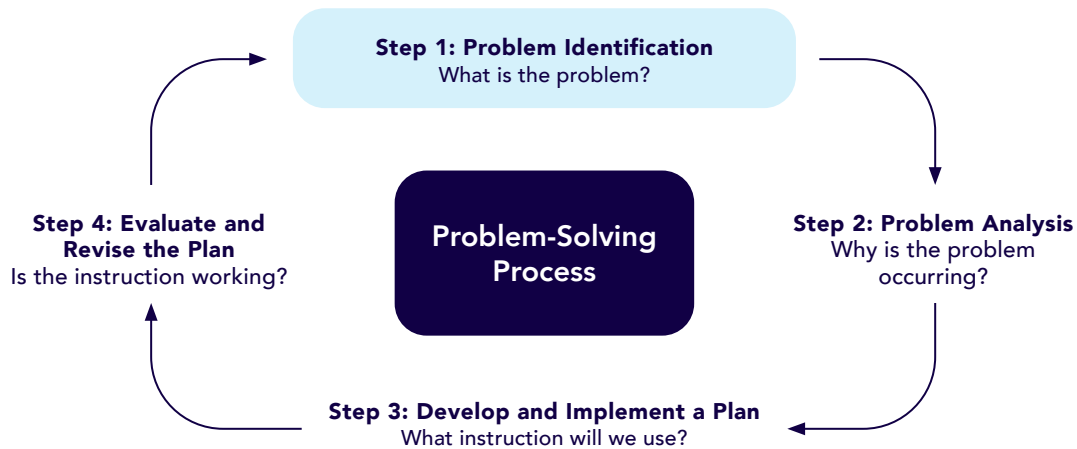 Step 1: Problem Identification
What is the problem?
Step 2: Problem Analysis
Why is the problem
occurring?
Step 3: Develop and Implement a Plan
What instruction will we use?
Step 4: Evaluate and
Revise the Plan
Is the instruction working?
Problem-Solving
Process